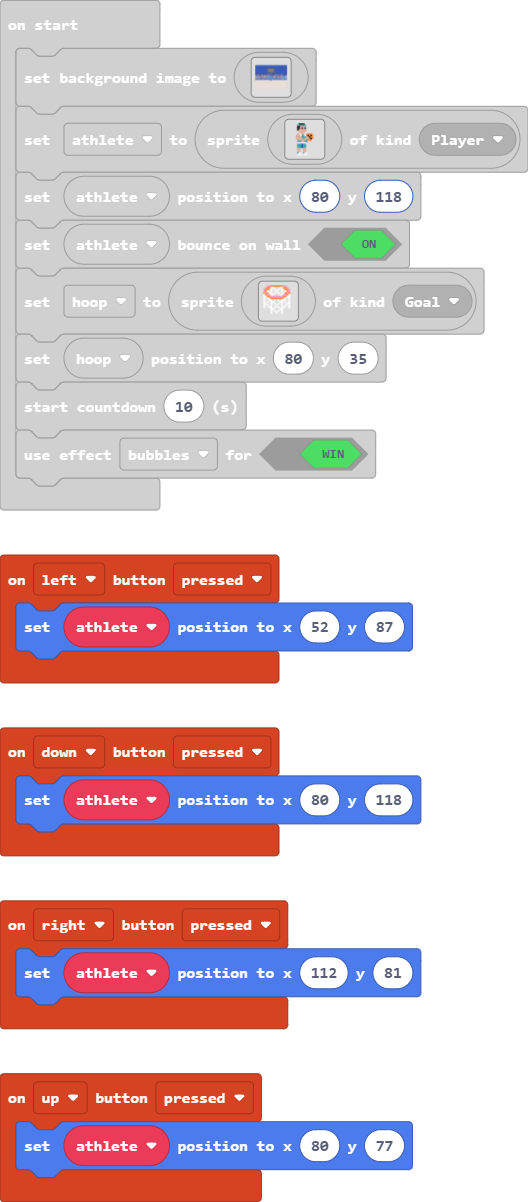 on start
set background image to
set athlete to sprite of kind Player
set athlete position to x 80 y 118
set athlete bounce on wall ON
set hoop to sprite of kind Goal
set hoop position to x 80 y 35
start countdown 10 (s)
use effect bubbles for WIN
on left button pressed
set athlete position to x 52 y 87
on down button pressed
set athlete position to x 80 y 118
on right button pressed
set athlete position to x 112 y 81
on up button pressed
set athlete position to x 80 y 77